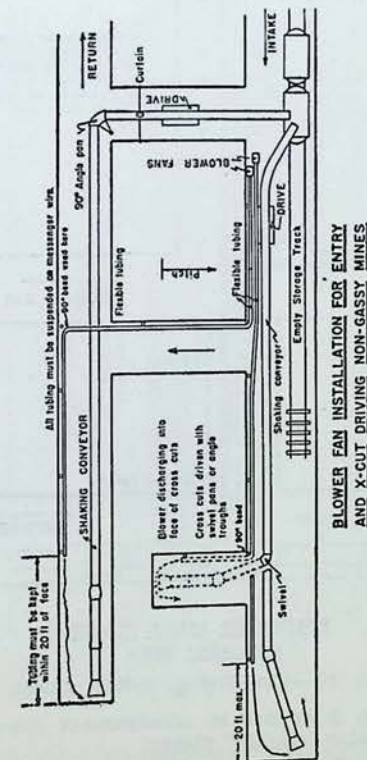 RETURN
INTAKE
Curtain
DRIVE
90° Angle pan
BLOWER FANS
All tubing must be suspended on messenger wire.
90° bend used here
Flexible tubing
Pitch
Flexible tubing
DRIVE
SHAKING CONVEYOR
Shaking conveyor
Empty Storage Track
Blower discharging into
face of cross cuts
Cross cuts driven with
swivel pans or angle
troughs
90° bend
Swivel
Tubing must be kept
within 20 ft of face
20 ft max.
BLOWER FAN INSTALLATION FOR ENTRY
AND X-CUT DRIVING NON-GASSY MINES